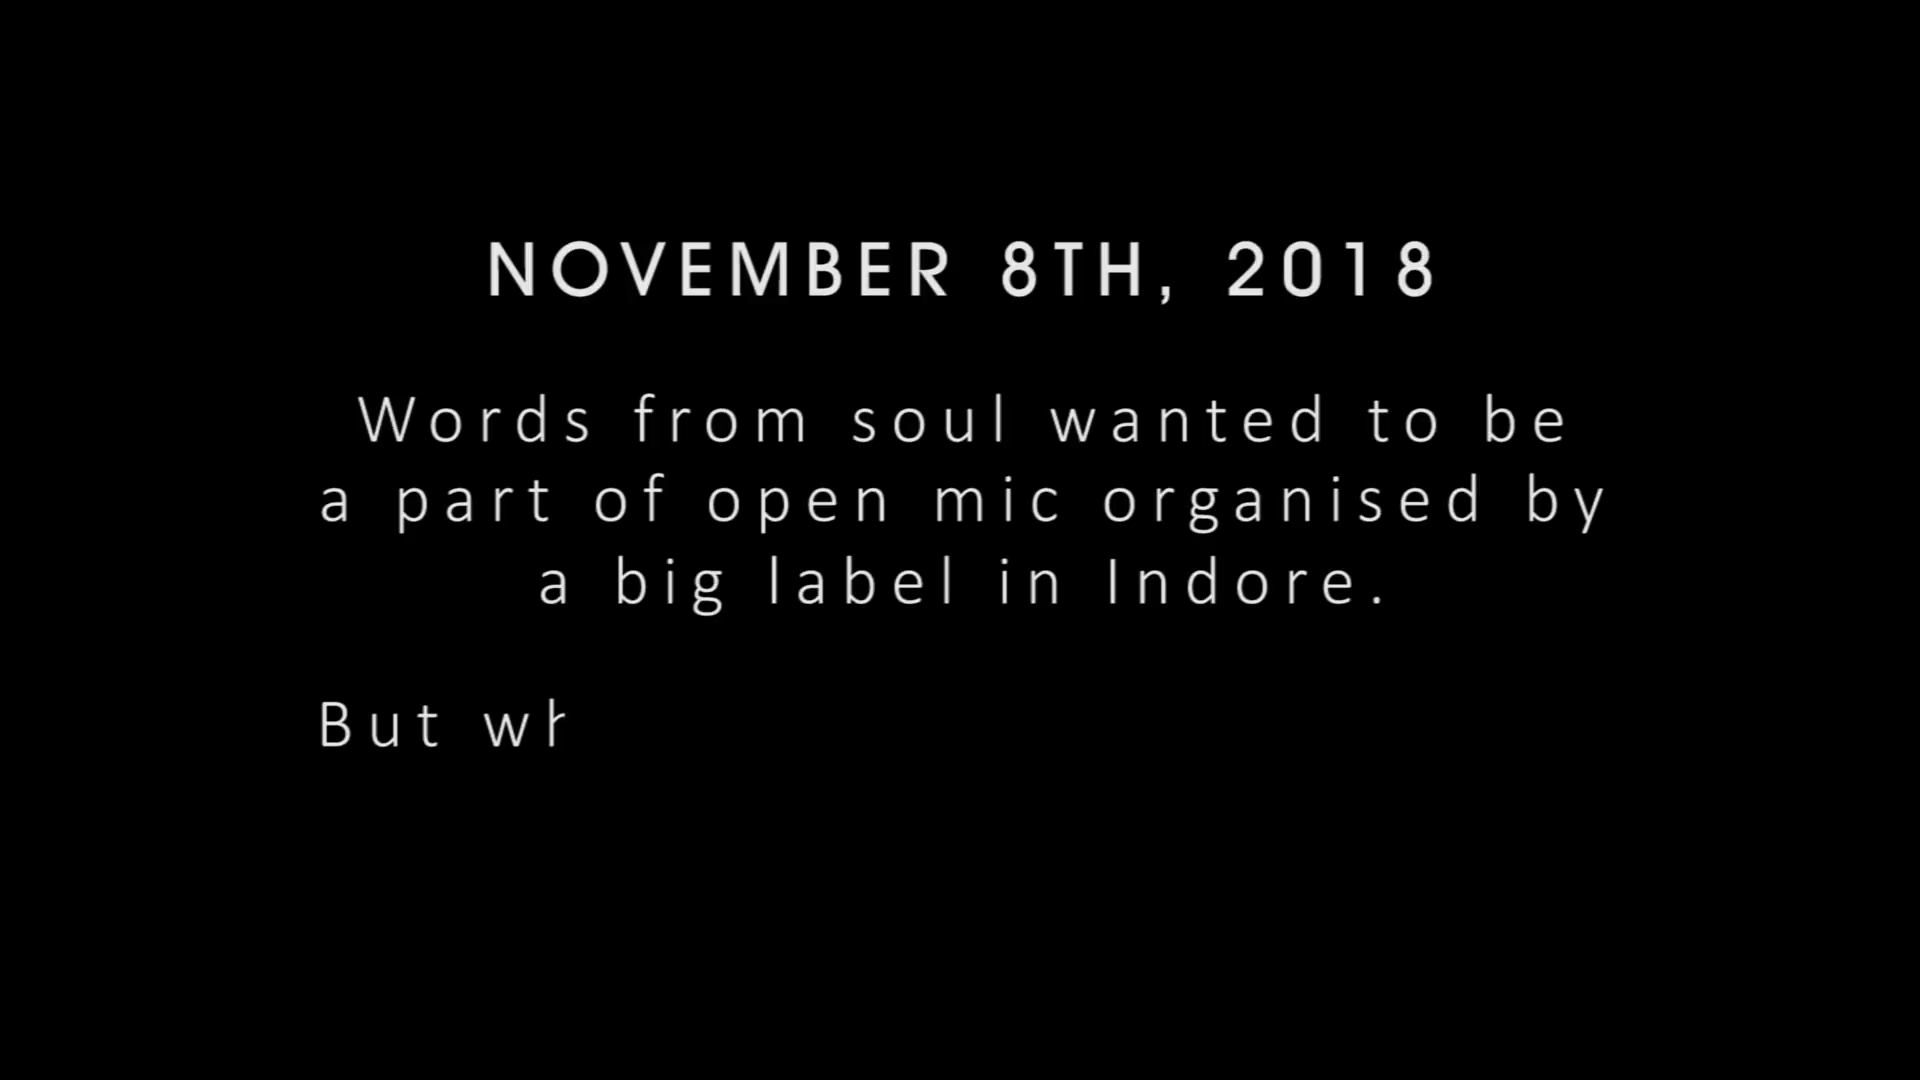 NOVEMBER 8TH, 2018
Words from soul wanted to be
a part of open mic organised by
a big label in Indore.
But